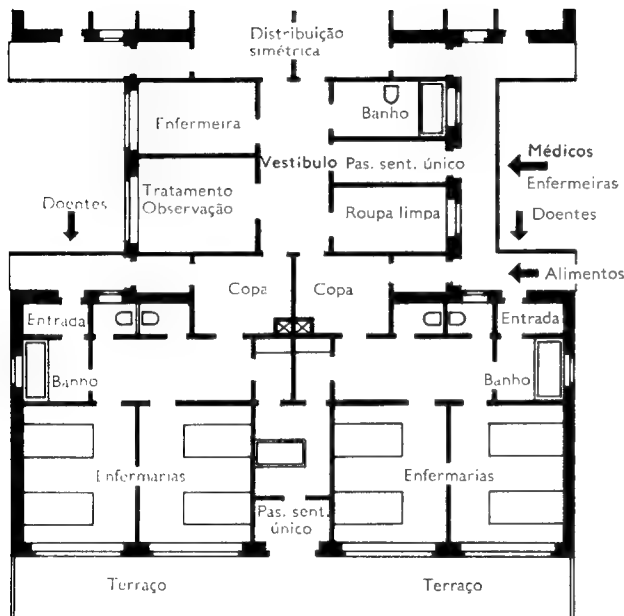 Distribuição
simétrica
Enfermeira
Banho
Vestíbulo Pas. sent. único
Médicos
Enfermeiras
Tratamento
Observação
Roupa limpa
Doentes
Doentes
Alimentos
Copa
Copa
Entrada
Entrada
Banho
Banho
Enfermarias
Enfermarias
Pas. sent.
único
Terraço
Terraço